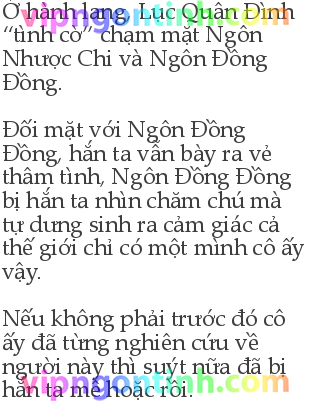 Ở hành lang, Lục Quân Đình
“tình cờ” chạm mặt Ngôn
Nhược Chi và Ngôn Đồng
Đồng.
Đối mặt với Ngôn Đồng
Đồng, hắn ta vẫn bày ra vẻ
thâm tình, Ngôn Đồng Đồng
bị hắn ta nhìn chăm chú mà
tự dưng sinh ra cảm giác cả
thế giới chỉ có một mình cô ấy
vậy.
Nếu không phải trước đó cô
ấy đã từng nghiên cứu về
người này thì suýt nữa đã bị
hắn ta mê hoặc rồi.
vipngontinh.com
vipngontinh.com